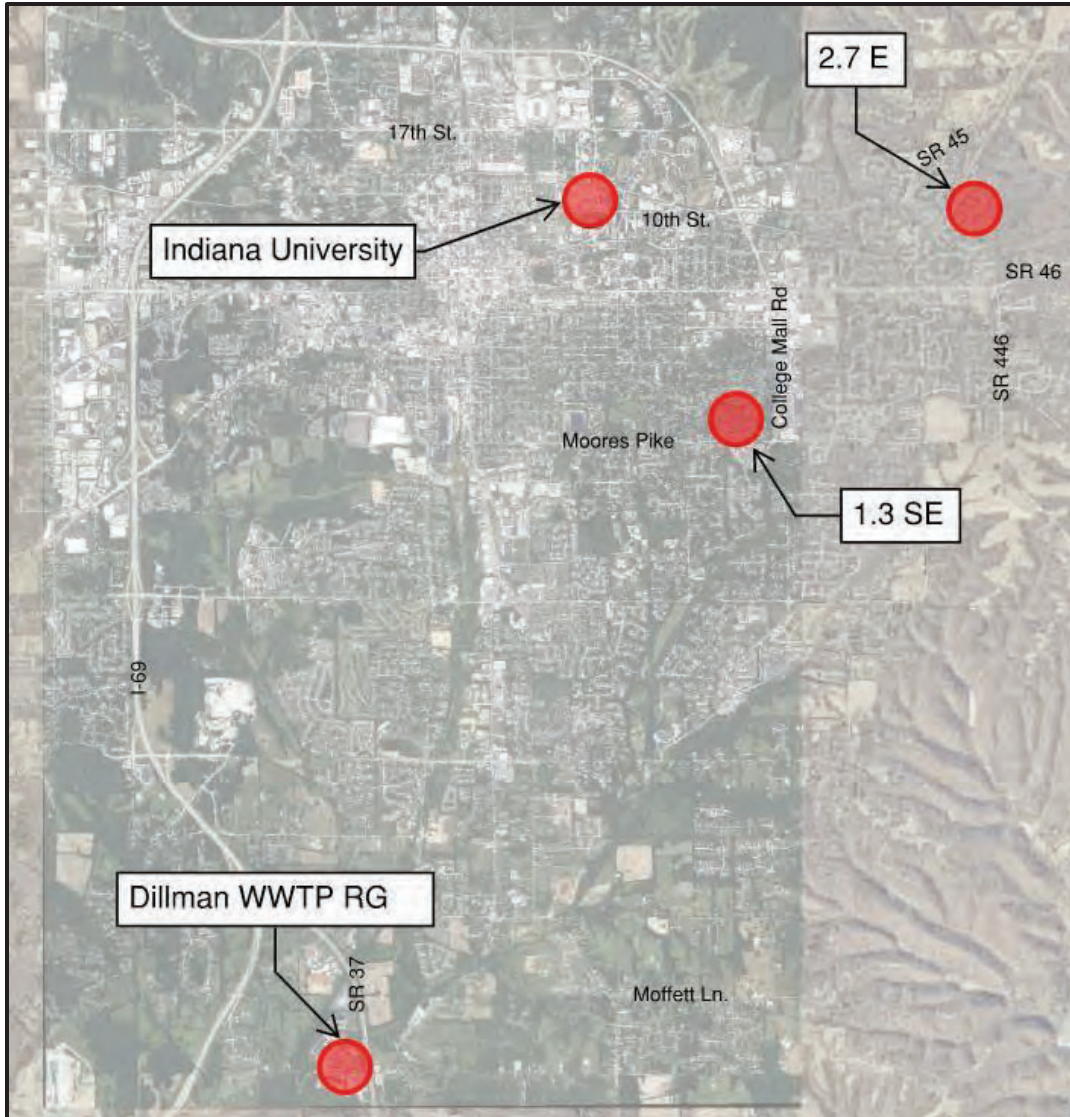 2.7 E
17th St.
SR 45
Indiana University
10th St.
SR 46
College Mall Rd
SR 446
Moores Pike
1.3 SE
I-69
Dillman WWTP RG
SR 37
Moffett Ln.